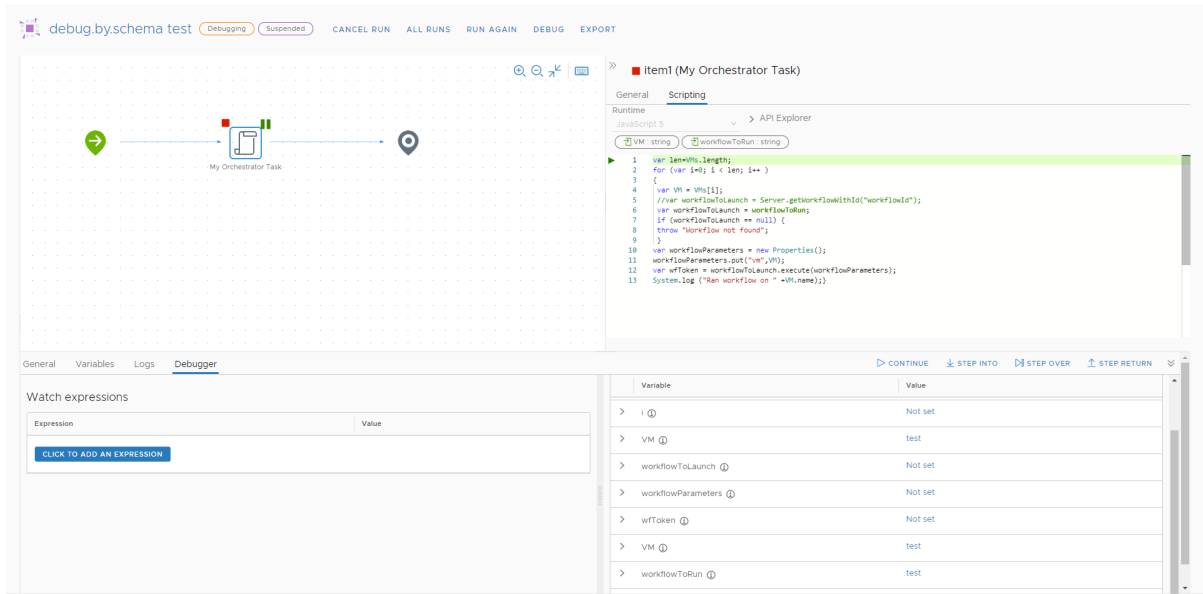 debug.by.schema test Debugging Suspended CANCEL RUN ALL RUNS RUN AGAIN DEBUG EXPORT
My Orchestrator Task
item1 (My Orchestrator Task)
General Scripting
Runtime
JavaScript 5 API Explorer
VM : string workflowToRun : string
1 var len=VMs.length;
2 for (var i=0; i < len; i++ )
3 {
4 var VM = VMs[i];
5 //var workflowToLaunch = Server.getWorkflowWithId("workflowId");
6 var workflowToLaunch = workflowToRun;
7 if (workflowToLaunch == null) {
8 throw "Workflow not found";
9 }
10 var workflowParameters = new Properties();
11 workflowParameters.put("vm",VM);
12 var wfToken = workflowToLaunch.execute(workflowParameters);
13 System.log ("Ran workflow on " +VM.name);}
General Variables Logs Debugger
CONTINUE STEP INTO STEP OVER STEP RETURN
Watch expressions
Expression Value
CLICK TO ADD AN EXPRESSION
Variable Value
i Not set
VM test
workflowToLaunch Not set
workflowParameters Not set
wfToken Not set
VM test
workflowToRun test